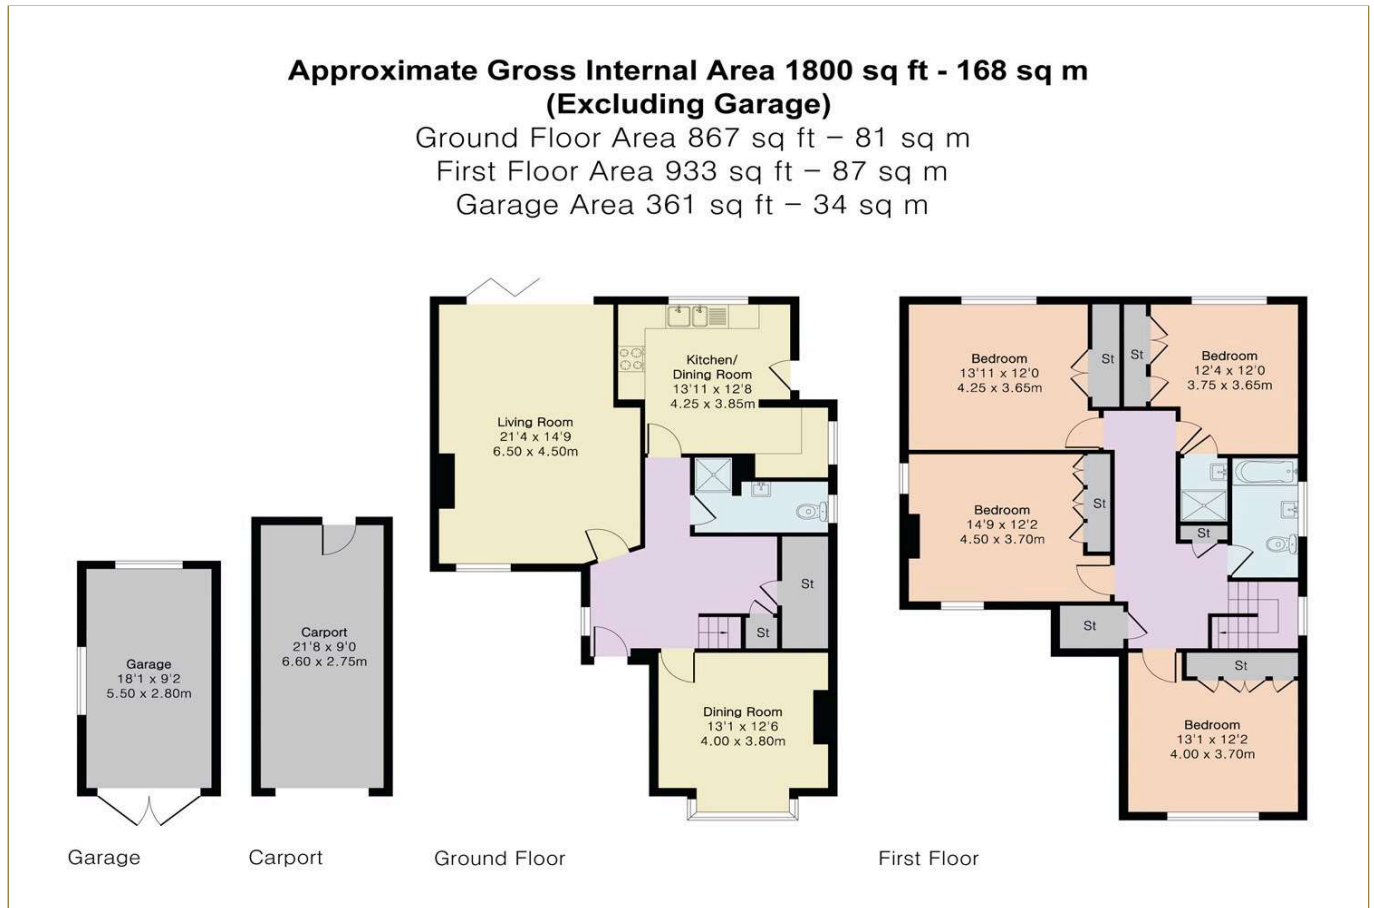 Approximate Gross Internal Area 1800 sq ft - 168 sq m
(Excluding Garage)
Ground Floor Area 867 sq ft – 81 sq m
First Floor Area 933 sq ft – 87 sq m
Garage Area 361 sq ft – 34 sq m
Garage
18'1 x 9'2
5.50 x 2.80m
Garage
Carport
21'8 x 9'0
6.60 x 2.75m
Carport
Living Room
21'4 x 14'9
6.50 x 4.50m
Kitchen/
Dining Room
13'11 x 12'8
4.25 x 3.85m
St
St
Dining Room
13'1 x 12'6
4.00 x 3.80m
Ground Floor
Bedroom
13'11 x 12'0
4.25 x 3.65m
St
St
Bedroom
12'4 x 12'0
3.75 x 3.65m
Bedroom
14'9 x 12'2
4.50 x 3.70m
St
St
St
St
Bedroom
13'1 x 12'2
4.00 x 3.70m
First Floor